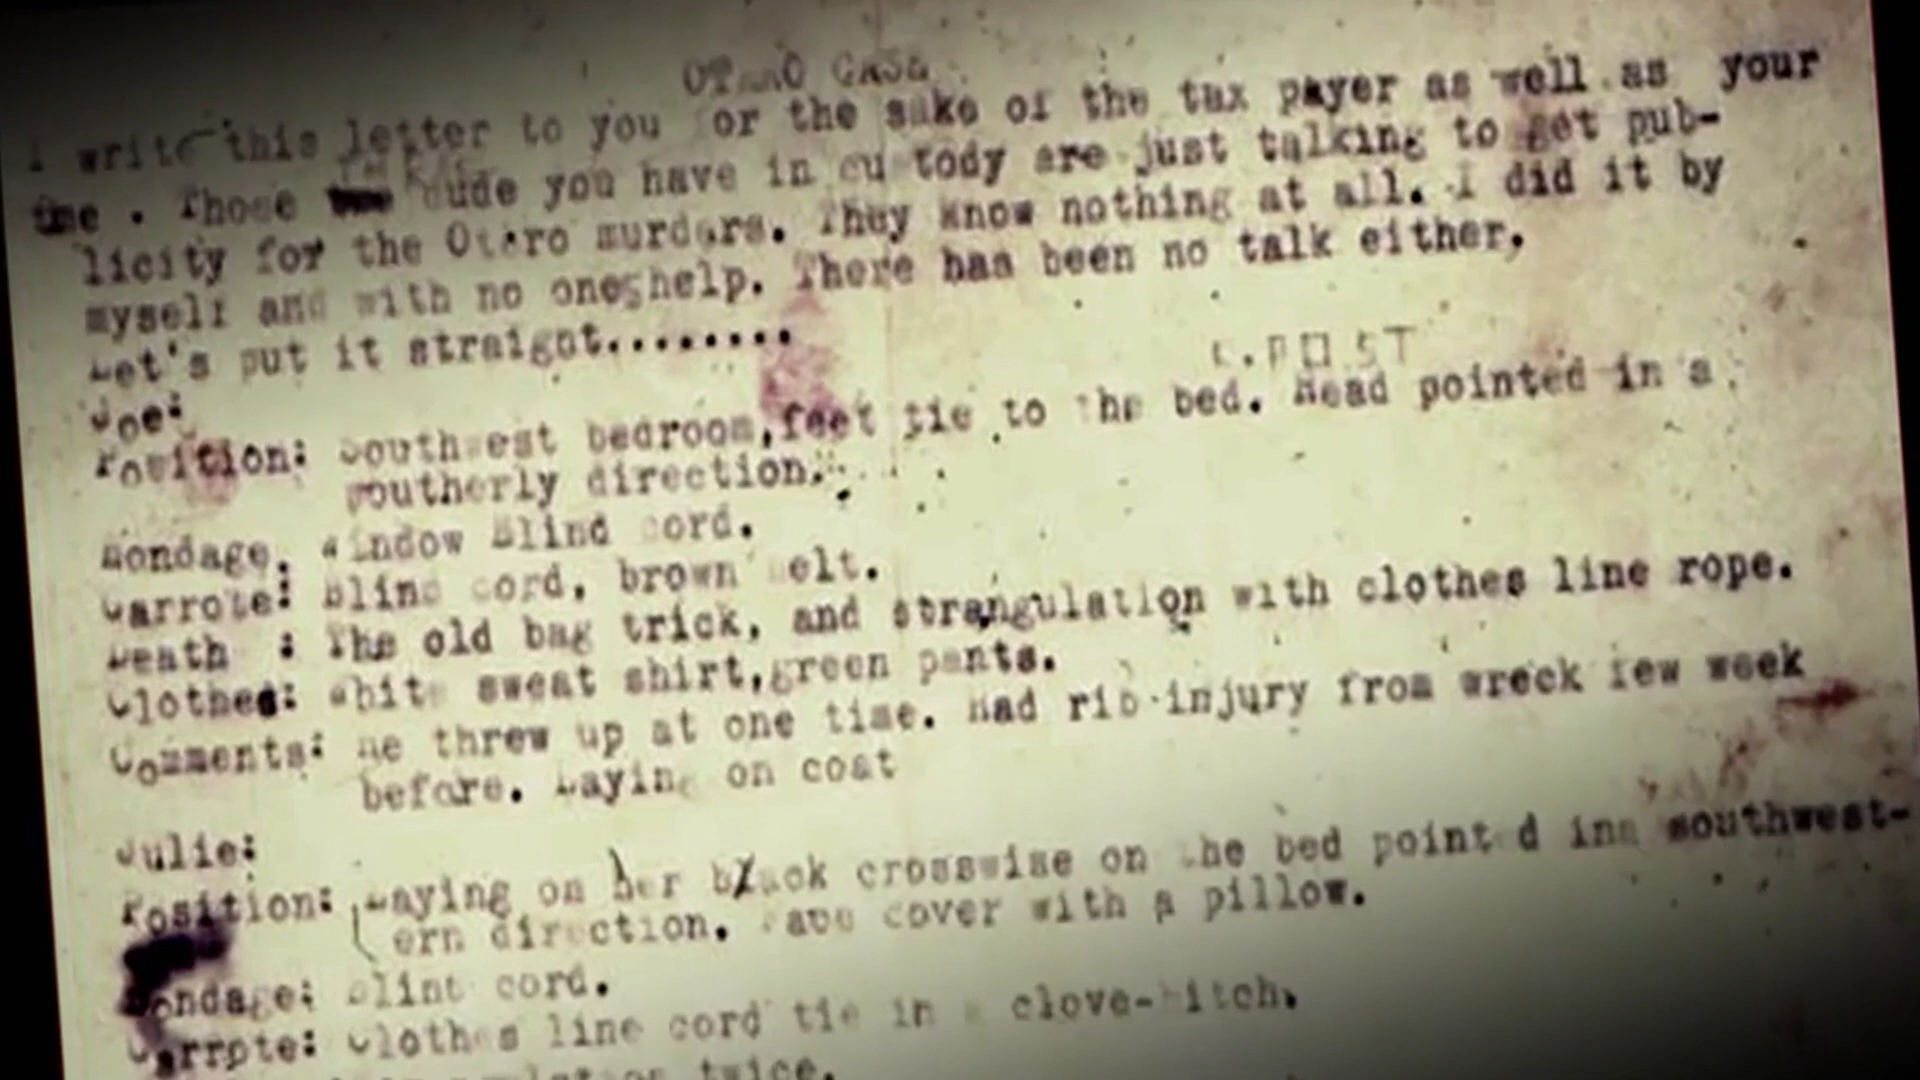 OTERO CASE
I write this letter to you for the sake of the tax payer as well as your
tme . Those dude you have in custody are just talking to get pub-
licity for the Otero murders. They know nothing at all. I did it by
myself and with no oneshelp. There has been no talk either.
Let's put it straight........
Joe:
Position: Southwest bedroom,feet tie to the bed. Head pointed in a
southerly direction.
Bondage. Window Blind cord.
Garrote: Blind cord, brown belt.
Death : The old bag trick, and strangulation with clothes line rope.
Clothed: White sweat shirt,green pants.
Comments: He threw up at one time. Had rib injury from wreck few week
before. Laying on coat
Julie:
Position: Laying on her back crosswise on the bed pointed in southwest-
ern direction. Face cover with a pillow.
Bondage: Blint cord.
Garrote: Clothes line cord tie in a clove-hitch.
twice.